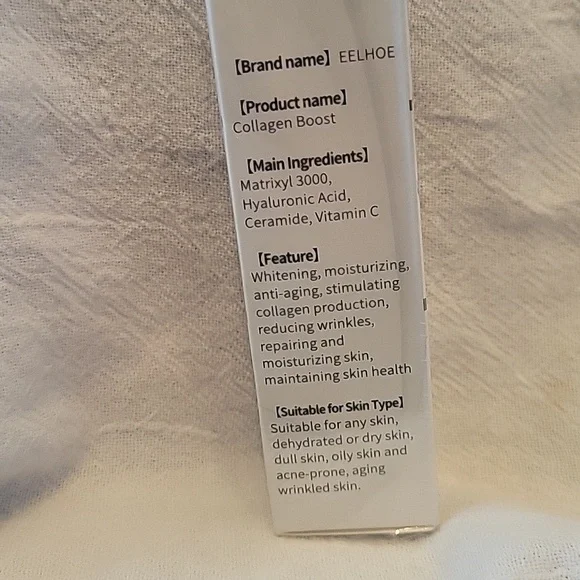 【Brand name】 EELHOE
【Product name】
Collagen Boost
【Main Ingredients】
Matrixyl 3000,
Hyaluronic Acid,
Ceramide, Vitamin C
【Feature】
Whitening, moisturizing,
anti-aging, stimulating
collagen production,
reducing wrinkles,
repairing and
moisturizing skin,
maintaining skin health
【Suitable for Skin Type】
Suitable for any skin,
dehydrated or dry skin,
dull skin, oily skin and
acne-prone, aging
wrinkled skin.